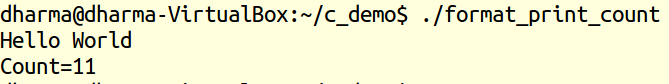 dharma@dharma-VirtualBox:~/c_demo$ ./format_print_count
Hello World
Count=11